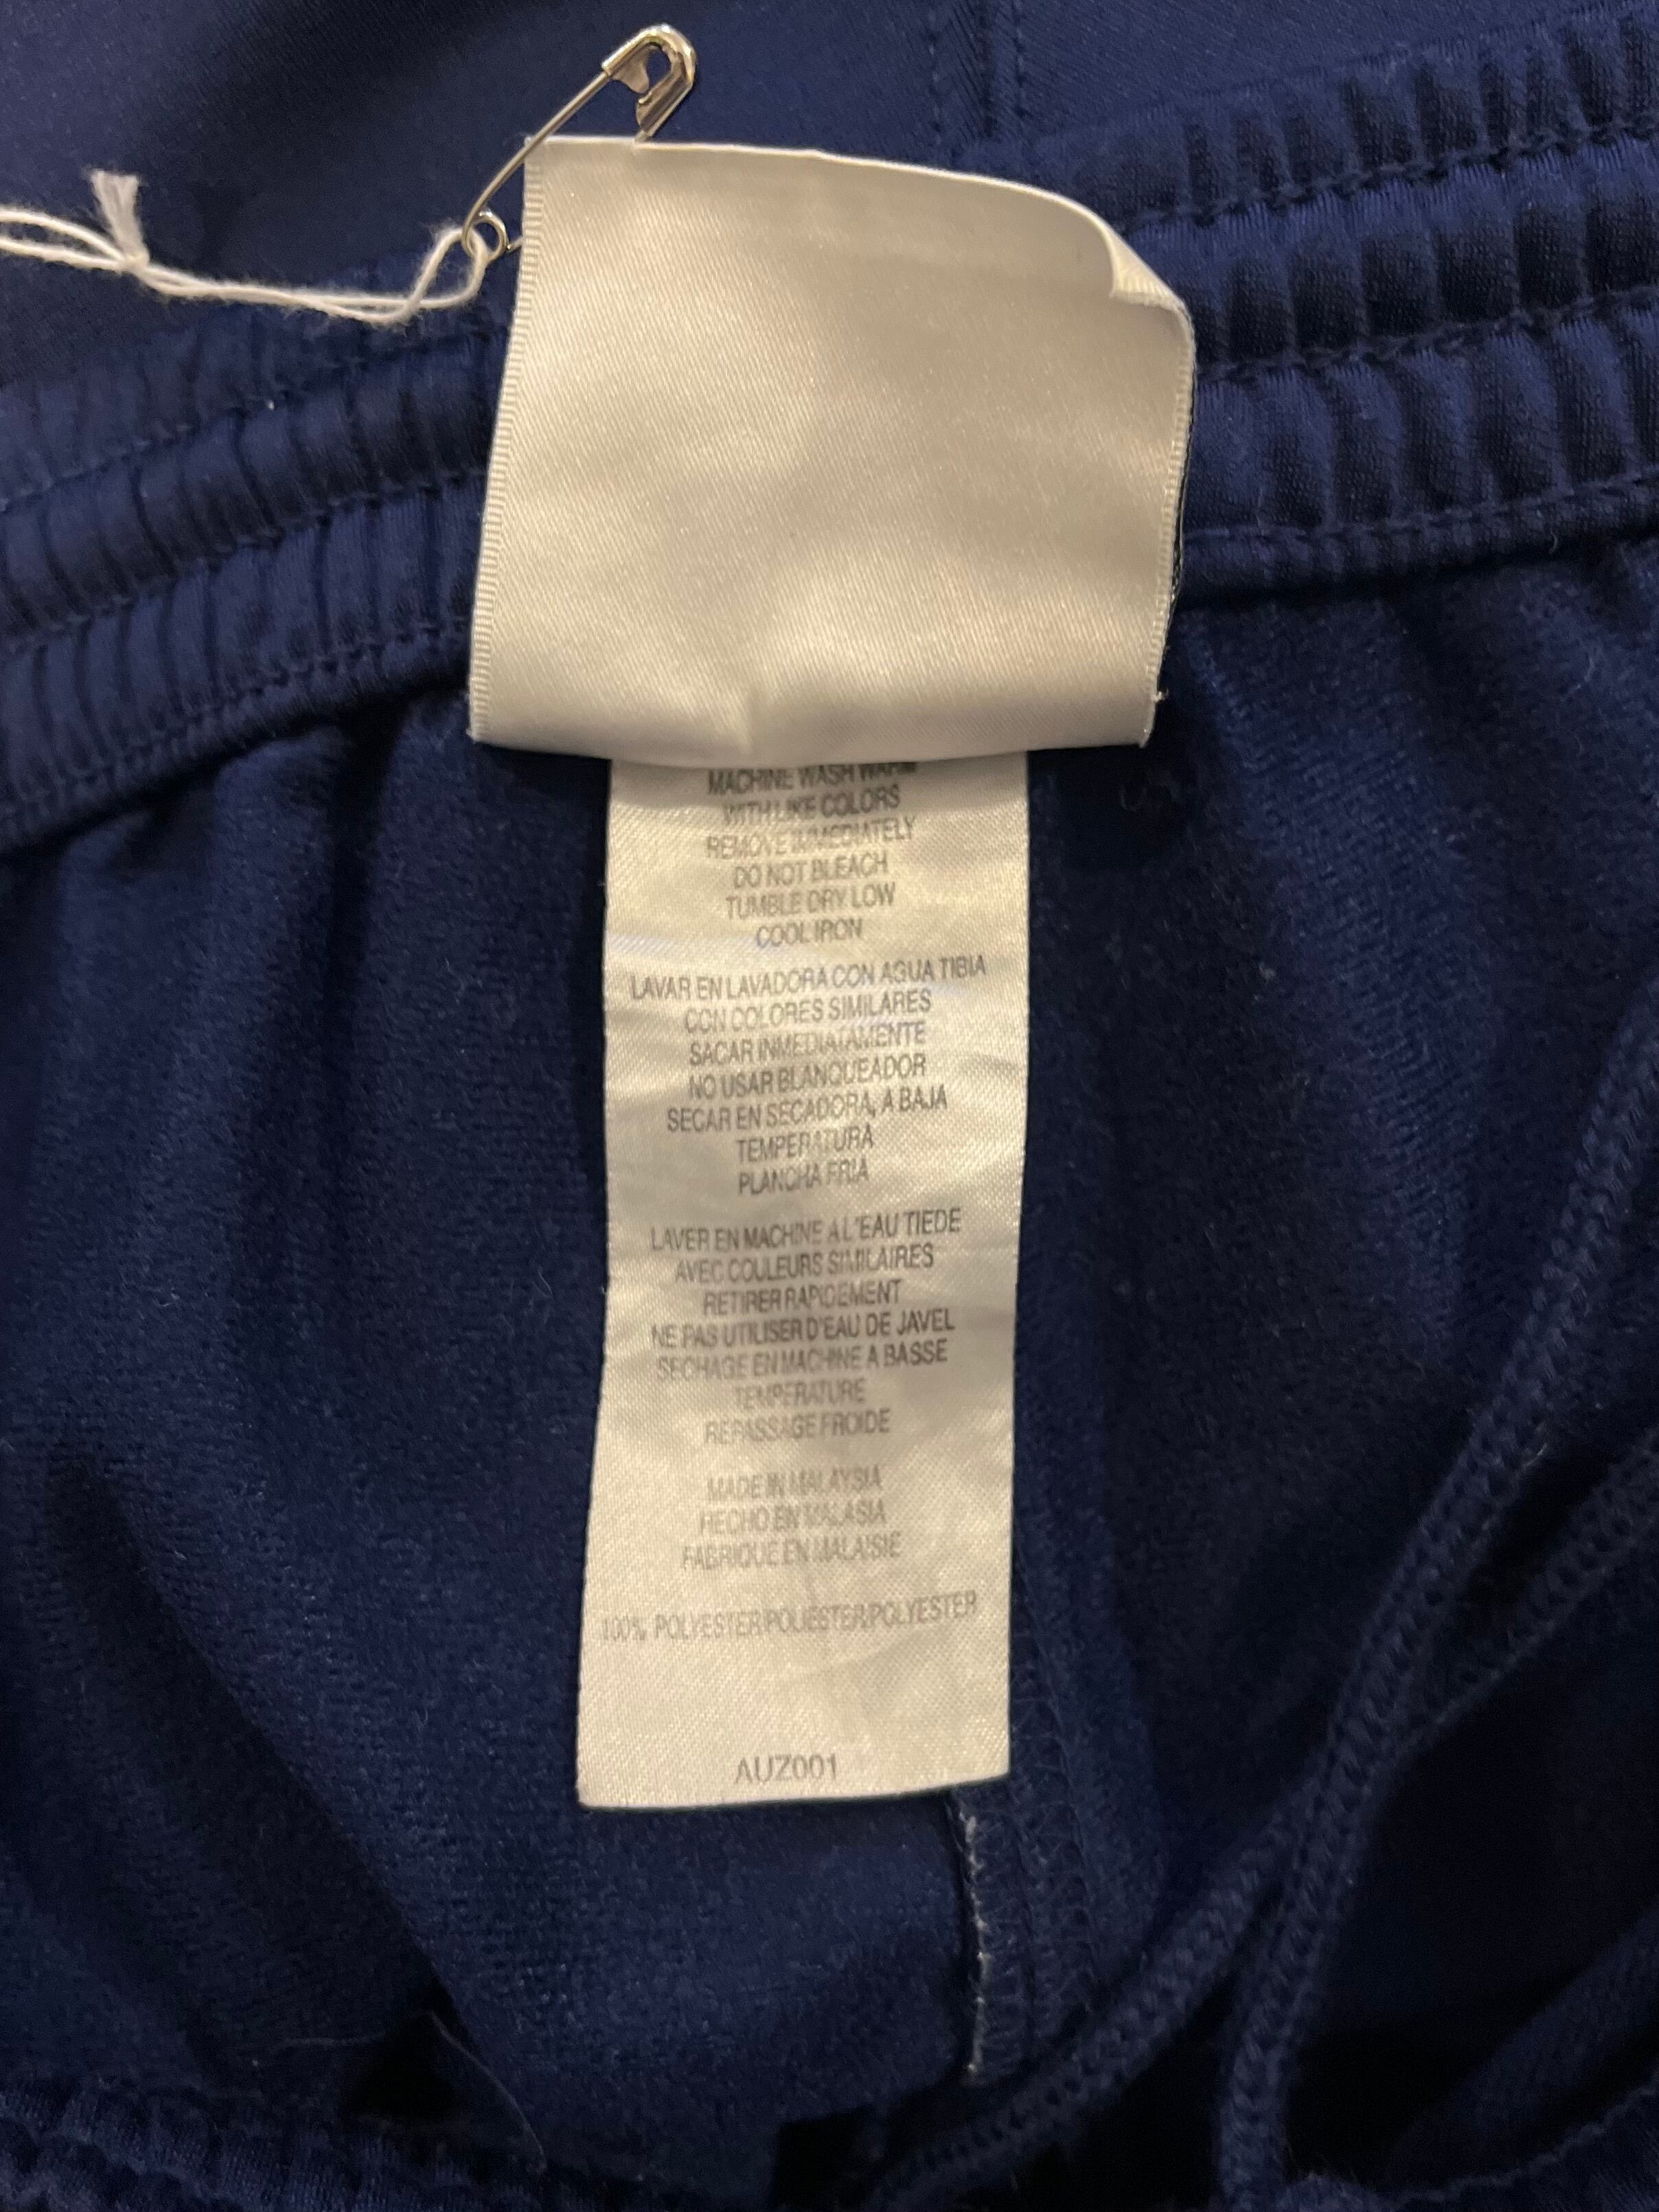 MACHINE WASH WARM
WITH LIKE COLORS
REMOVE IMMEDIATELY
DO NOT BLEACH
TUMBLE DRY LOW
COOL IRON
LAVAR EN LAVADORA CON AGUA TIBIA
CON COLORES SIMILARES
SACAR INMEDIATAMENTE
NO USAR BLANQUEADOR
SECAR EN SECADORA, A BAJA
TEMPERATURA
PLANCHA FRIA
LAVER EN MACHINE A L'EAU TIEDE
AVEC COULEURS SIMILAIRES
RETIRER RAPIDEMENT
NE PAS UTILISER D'EAU DE JAVEL
SECHAGE EN MACHINE A BASSE
TEMPERATURE
REPASSAGE FROIDE
MADE IN MALAYSIA
HECHO EN MALASIA
FABRIQUE EN MALAISIE
100% POLYESTER/POLIESTER/POLYESTER
AUZ001